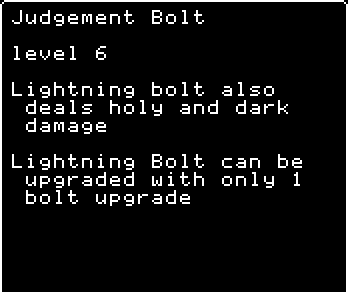 Judgement Bolt
level 6
Lightning bolt also
deals holy and dark
damage
Lightning Bolt can be
upgraded with only 1
bolt upgrade